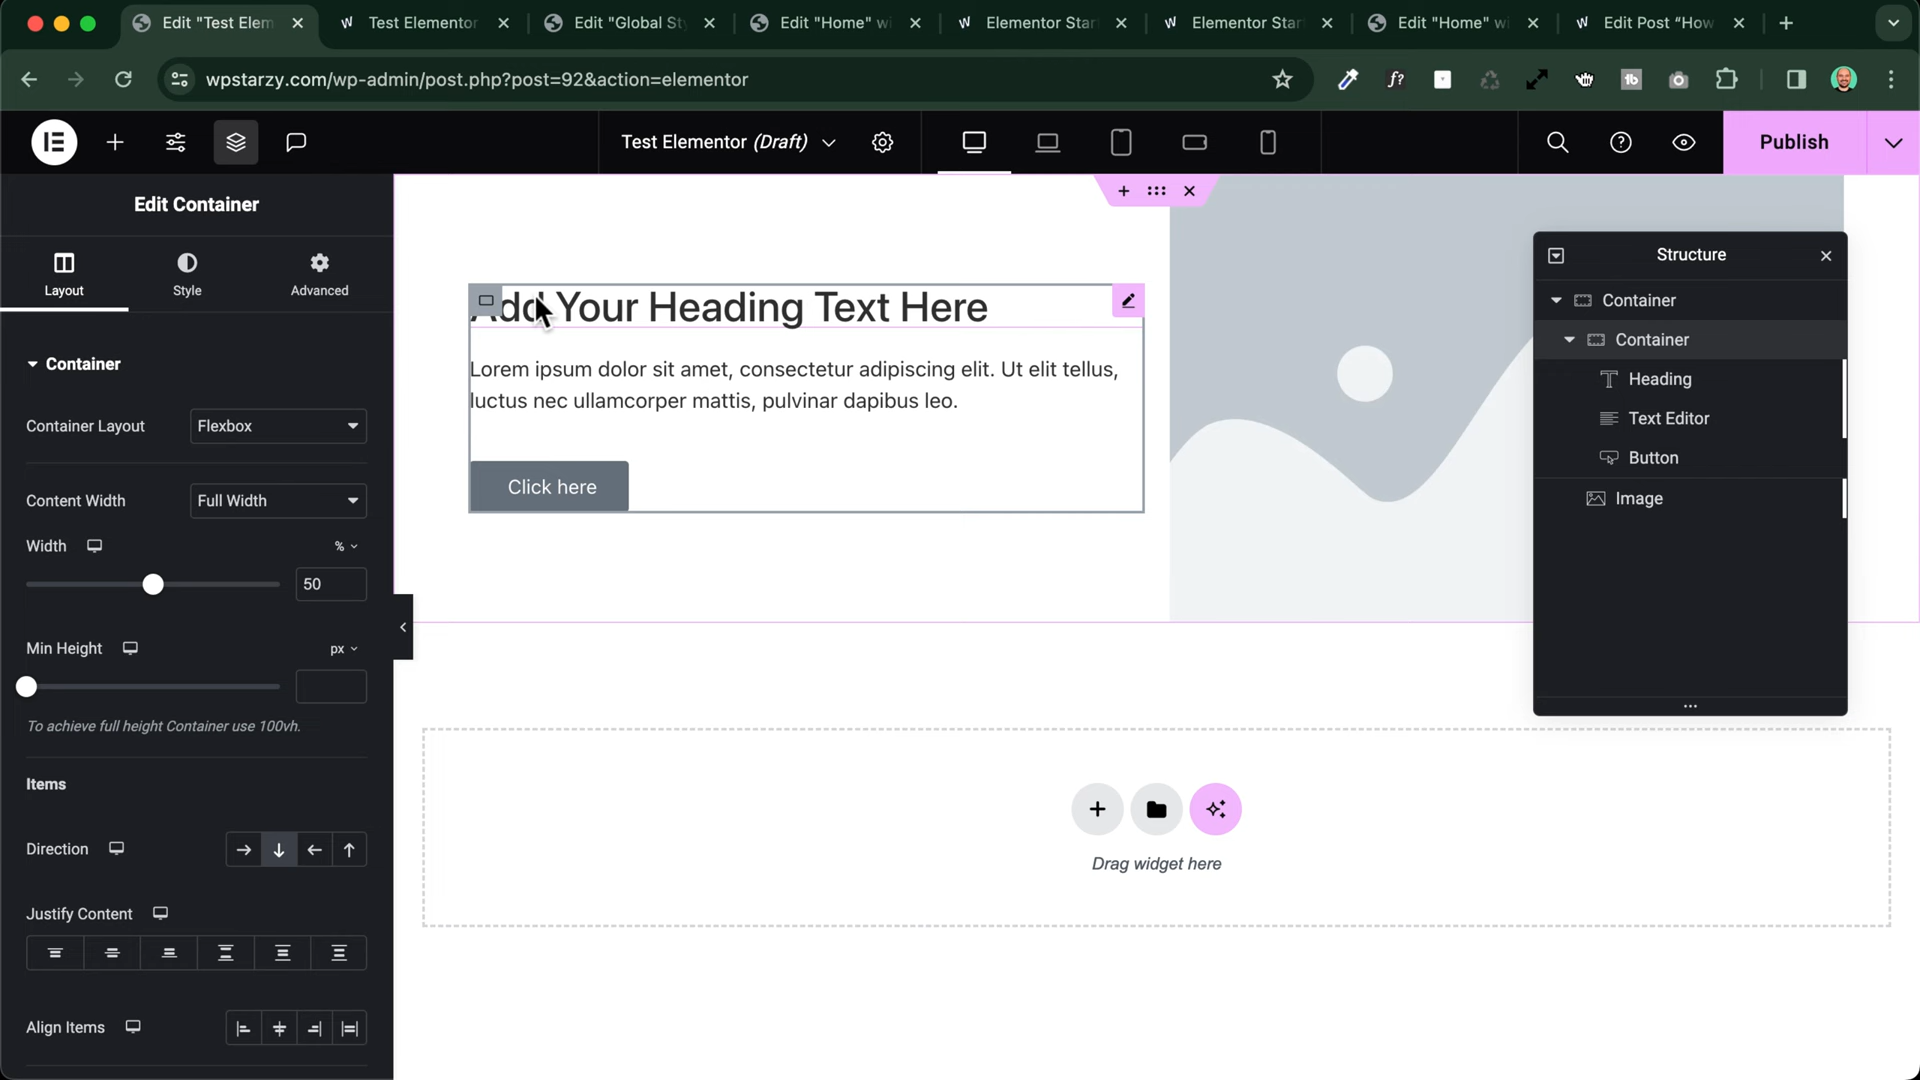 Edit "Test Elem
Test Elementor
Edit "Global St
Edit "Home" wi
Elementor Star
Elementor Star
Edit "Home" wi
Edit Post “How
wpstarzy.com/wp-admin/post.php?post=92&action=elementor
Test Elementor (Draft)
Publish
Edit Container
Layout
Style
Advanced
Container
Container Layout
Flexbox
Content Width
Full Width
Width
%
50
Min Height
px
To achieve full height Container use 100vh.
Items
Direction
Justify Content
Align Items
Add Your Heading Text Here
Lorem ipsum dolor sit amet, consectetur adipiscing elit. Ut elit tellus,
luctus nec ullamcorper mattis, pulvinar dapibus leo.
Click here
Drag widget here
Structure
Container
Container
Heading
Text Editor
Button
Image